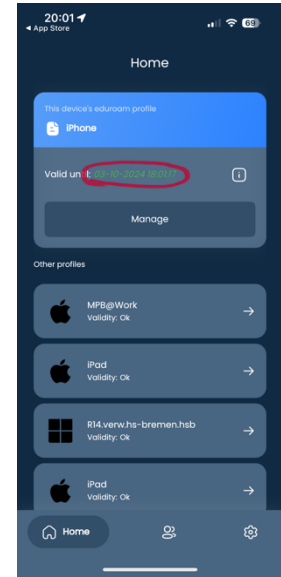 20:01
69
App Store
Home
This device's eduroam profile
iPhone
Valid until: 03-10-2024 18:01:17
Manage
Other profiles
MPB@Work
Validity: Ok
iPad
Validity: Ok
R14.verw.hs-bremen.hsb
Validity: Ok
iPad
Validity: Ok
Home